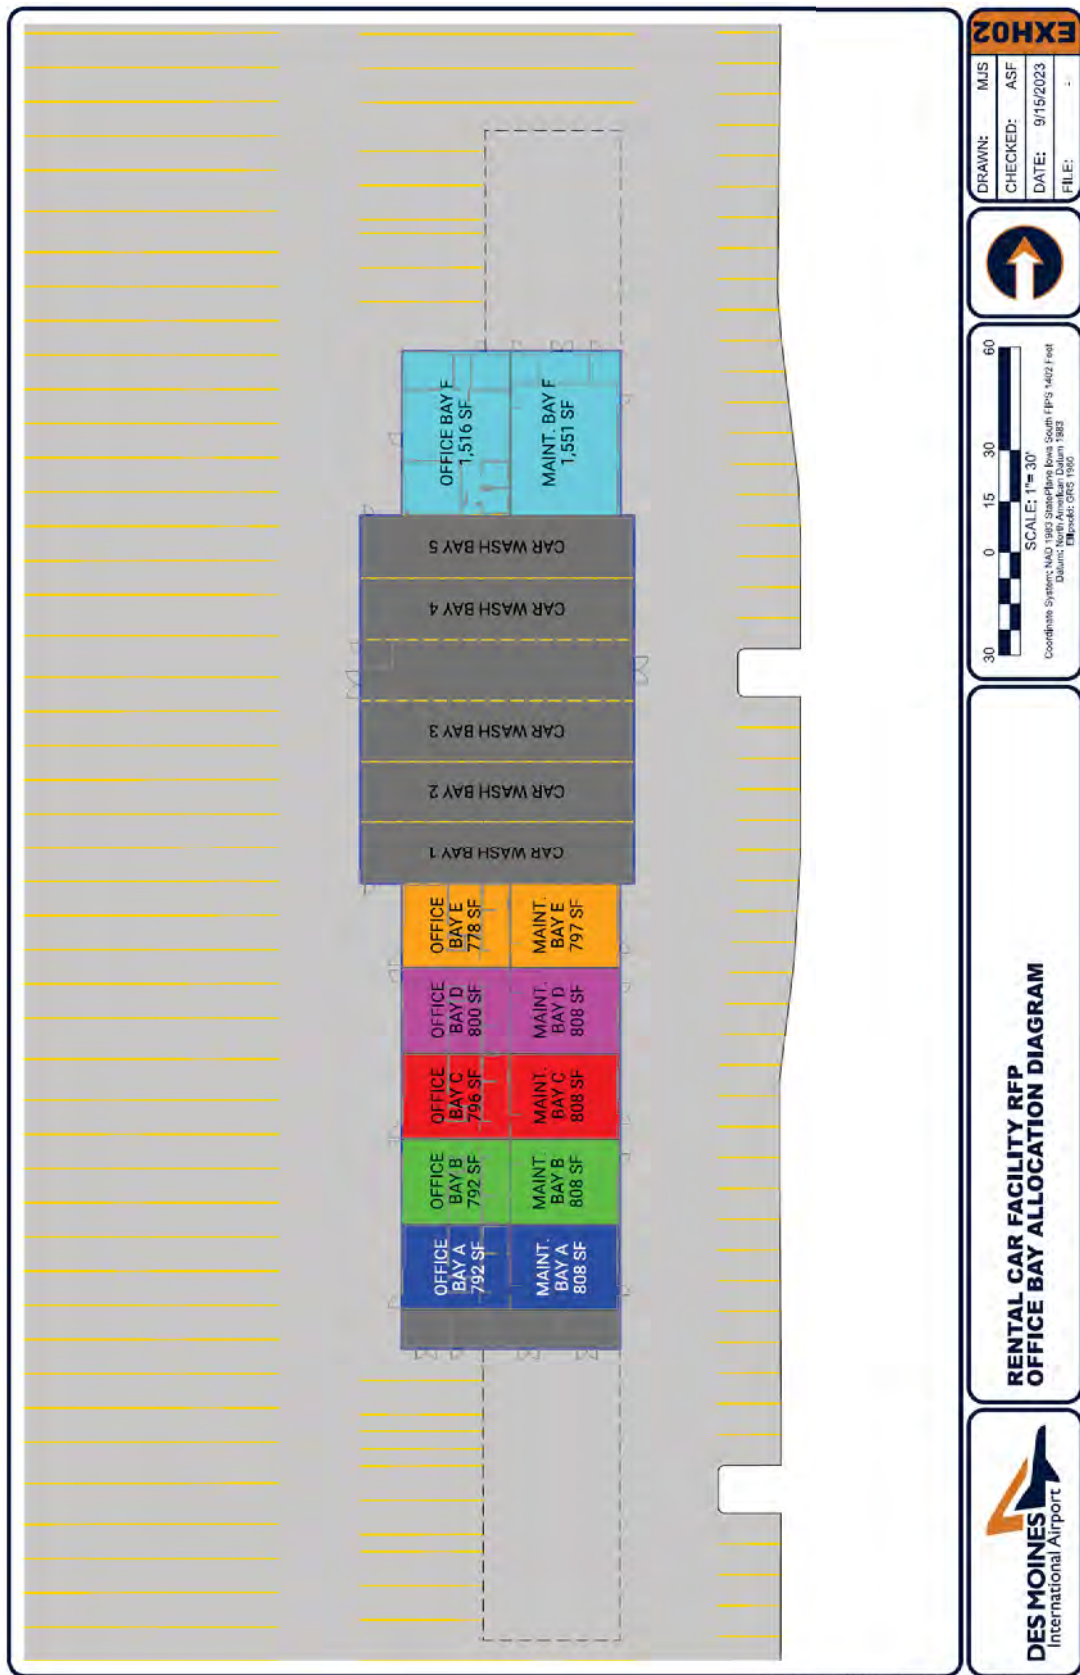 OFFICE
BAY A
792 SF
MAINT.
BAY A
808 SF
OFFICE
BAY B
792 SF
MAINT.
BAY B
808 SF
OFFICE
BAY C
796 SF
MAINT.
BAY C
808 SF
OFFICE
BAY D
800 SF
MAINT.
BAY D
808 SF
OFFICE
BAY E
778 SF
MAINT.
BAY E
797 SF
CAR WASH BAY 1
CAR WASH BAY 2
CAR WASH BAY 3
CAR WASH BAY 4
CAR WASH BAY 5
OFFICE BAY F
1,516 SF
MAINT. BAY F
1,551 SF
DES MOINES
International Airport
RENTAL CAR FACILITY RFP
OFFICE BAY ALLOCATION DIAGRAM
30 0 15 30 60
SCALE: 1"= 30'
Coordinate System: NAD 1983 StatePlane Iowa South FIPS 1402 Feet
Datum: North American Datum 1983
Ellipsoid: GRS 1980
DRAWN: MJS
CHECKED: ASF
DATE: 9/15/2023
FILE: -
EXH02